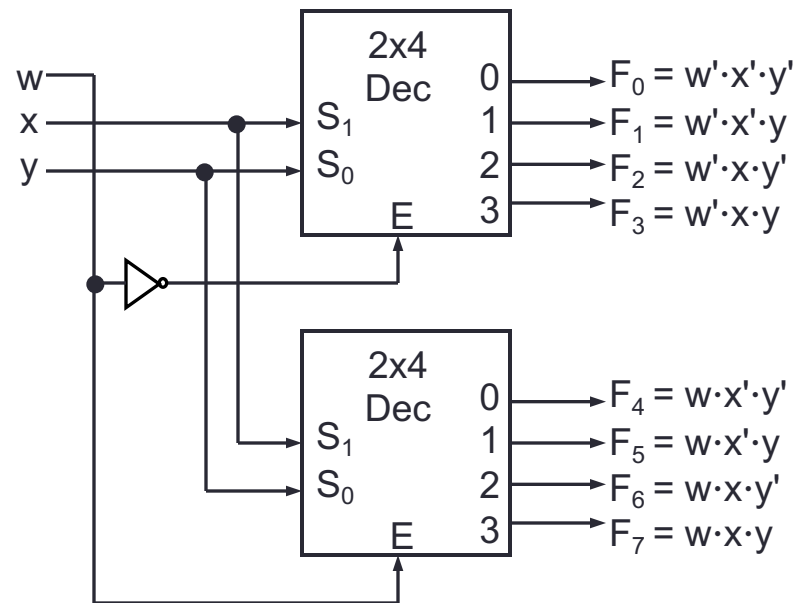 w
x
y
2x4
Dec
S₁
S₀
E
0
1
2
3
F₀ = w'·x'·y'
F₁ = w'·x'·y
F₂ = w'·x·y'
F₃ = w'·x·y
2x4
Dec
S₁
S₀
E
0
1
2
3
F₄ = w·x'·y'
F₅ = w·x'·y
F₆ = w·x·y'
F₇ = w·x·y